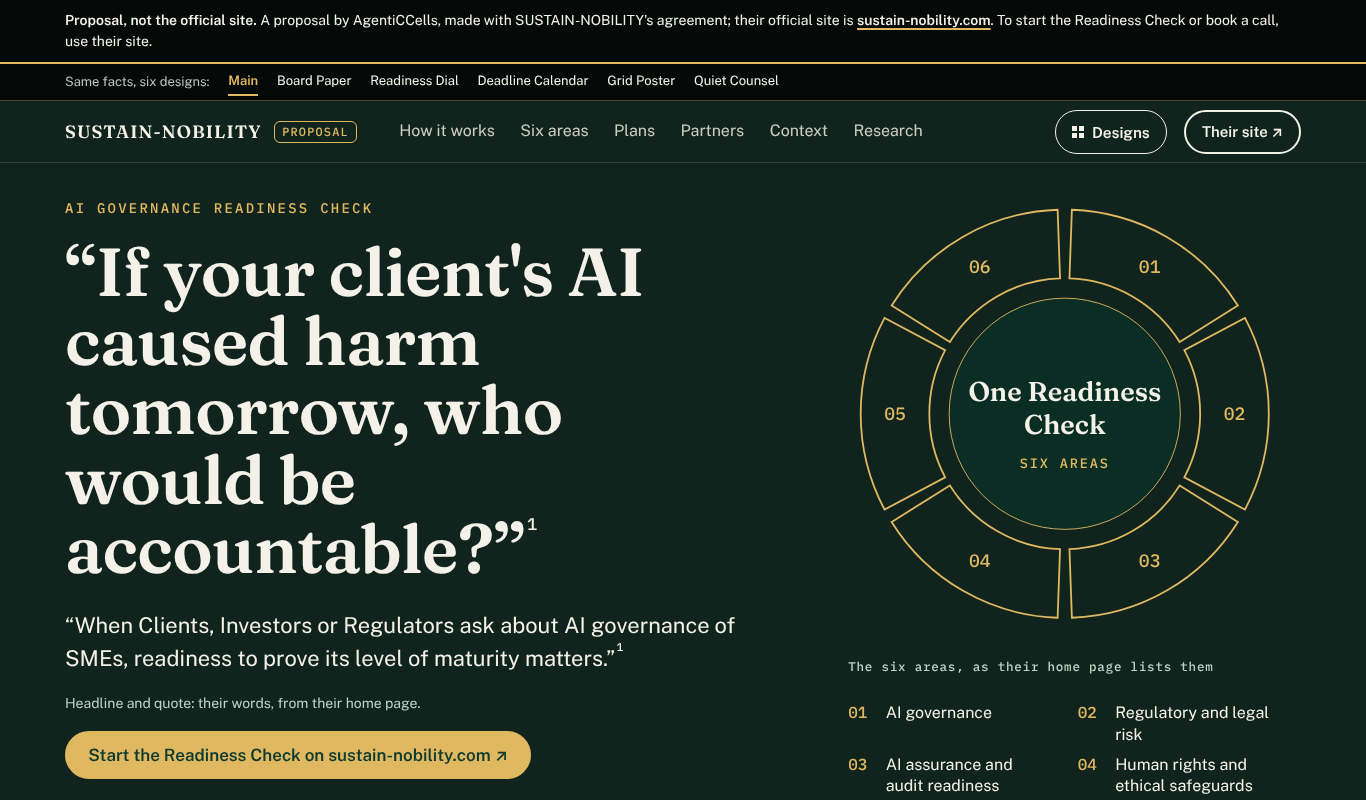 Proposal, not the official site. A proposal by AgentiCCells, made with SUSTAIN-NOBILITY's agreement; their official site is sustain-nobility.com. To start the Readiness Check or book a call,
use their site.
Same facts, six designs: Main Board Paper Readiness Dial Deadline Calendar Grid Poster Quiet Counsel
SUSTAIN-NOBILITY PROPOSAL How it works Six areas Plans Partners Context Research Designs Their site ↗
AI GOVERNANCE READINESS CHECK
“If your client's AI
caused harm
tomorrow, who
would be
accountable?”1
“When Clients, Investors or Regulators ask about AI governance of
SMEs, readiness to prove its level of maturity matters.”1
Headline and quote: their words, from their home page.
Start the Readiness Check on sustain-nobility.com ↗
06
01
05
02
04
03
One Readiness
Check
SIX AREAS
The six areas, as their home page lists them
01 AI governance
02 Regulatory and legal
risk
03 AI assurance and
audit readiness
04 Human rights and
ethical safeguards